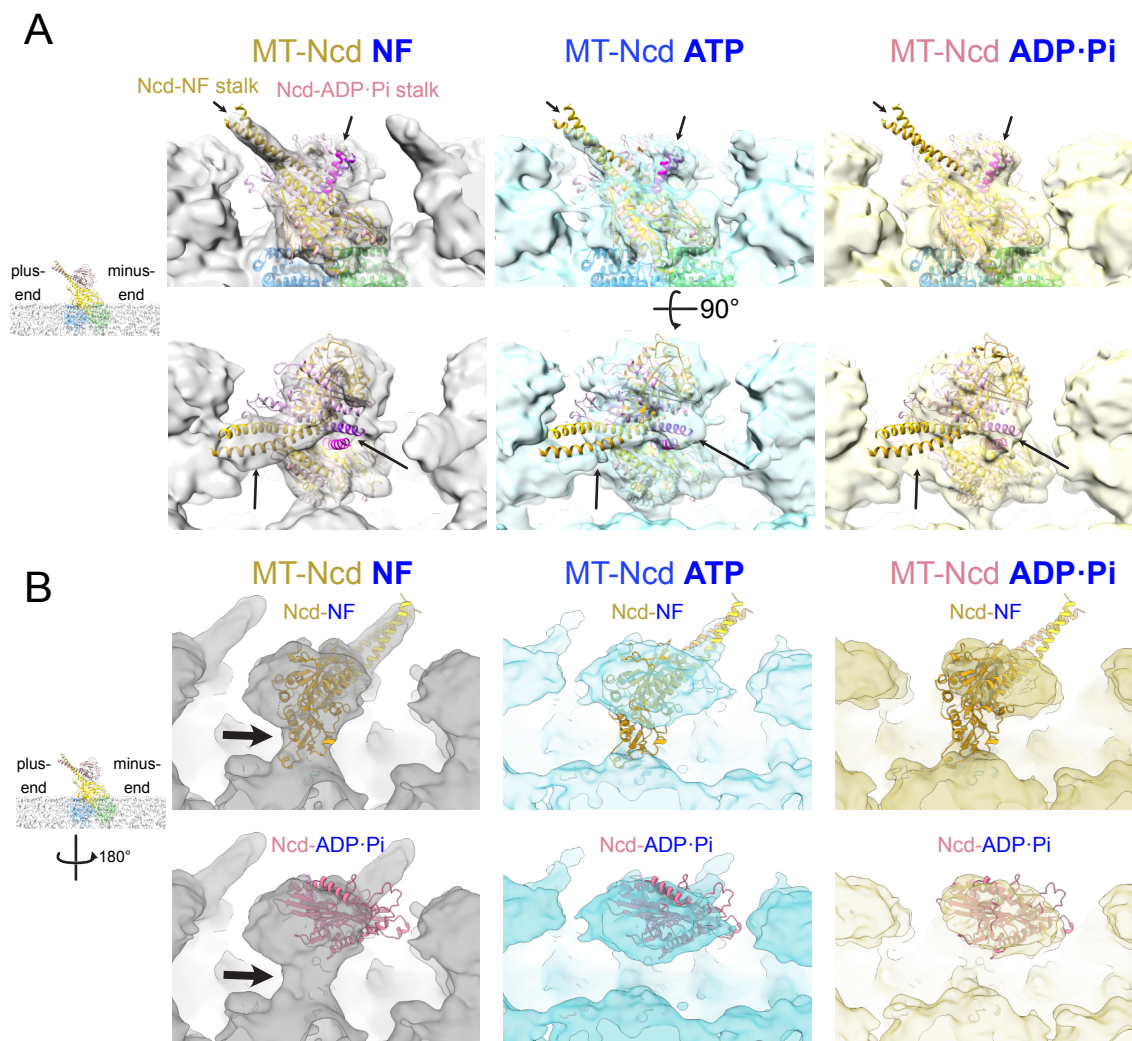 A
MT-Ncd NF
MT-Ncd ATP
MT-Ncd ADP·Pi
Ncd-NF stalk
Ncd-ADP·Pi stalk
plus-
end
minus-
end
90°
B
MT-Ncd NF
MT-Ncd ATP
MT-Ncd ADP·Pi
Ncd-NF
Ncd-NF
Ncd-NF
plus-
end
minus-
end
180°
Ncd-ADP·Pi
Ncd-ADP·Pi
Ncd-ADP·Pi